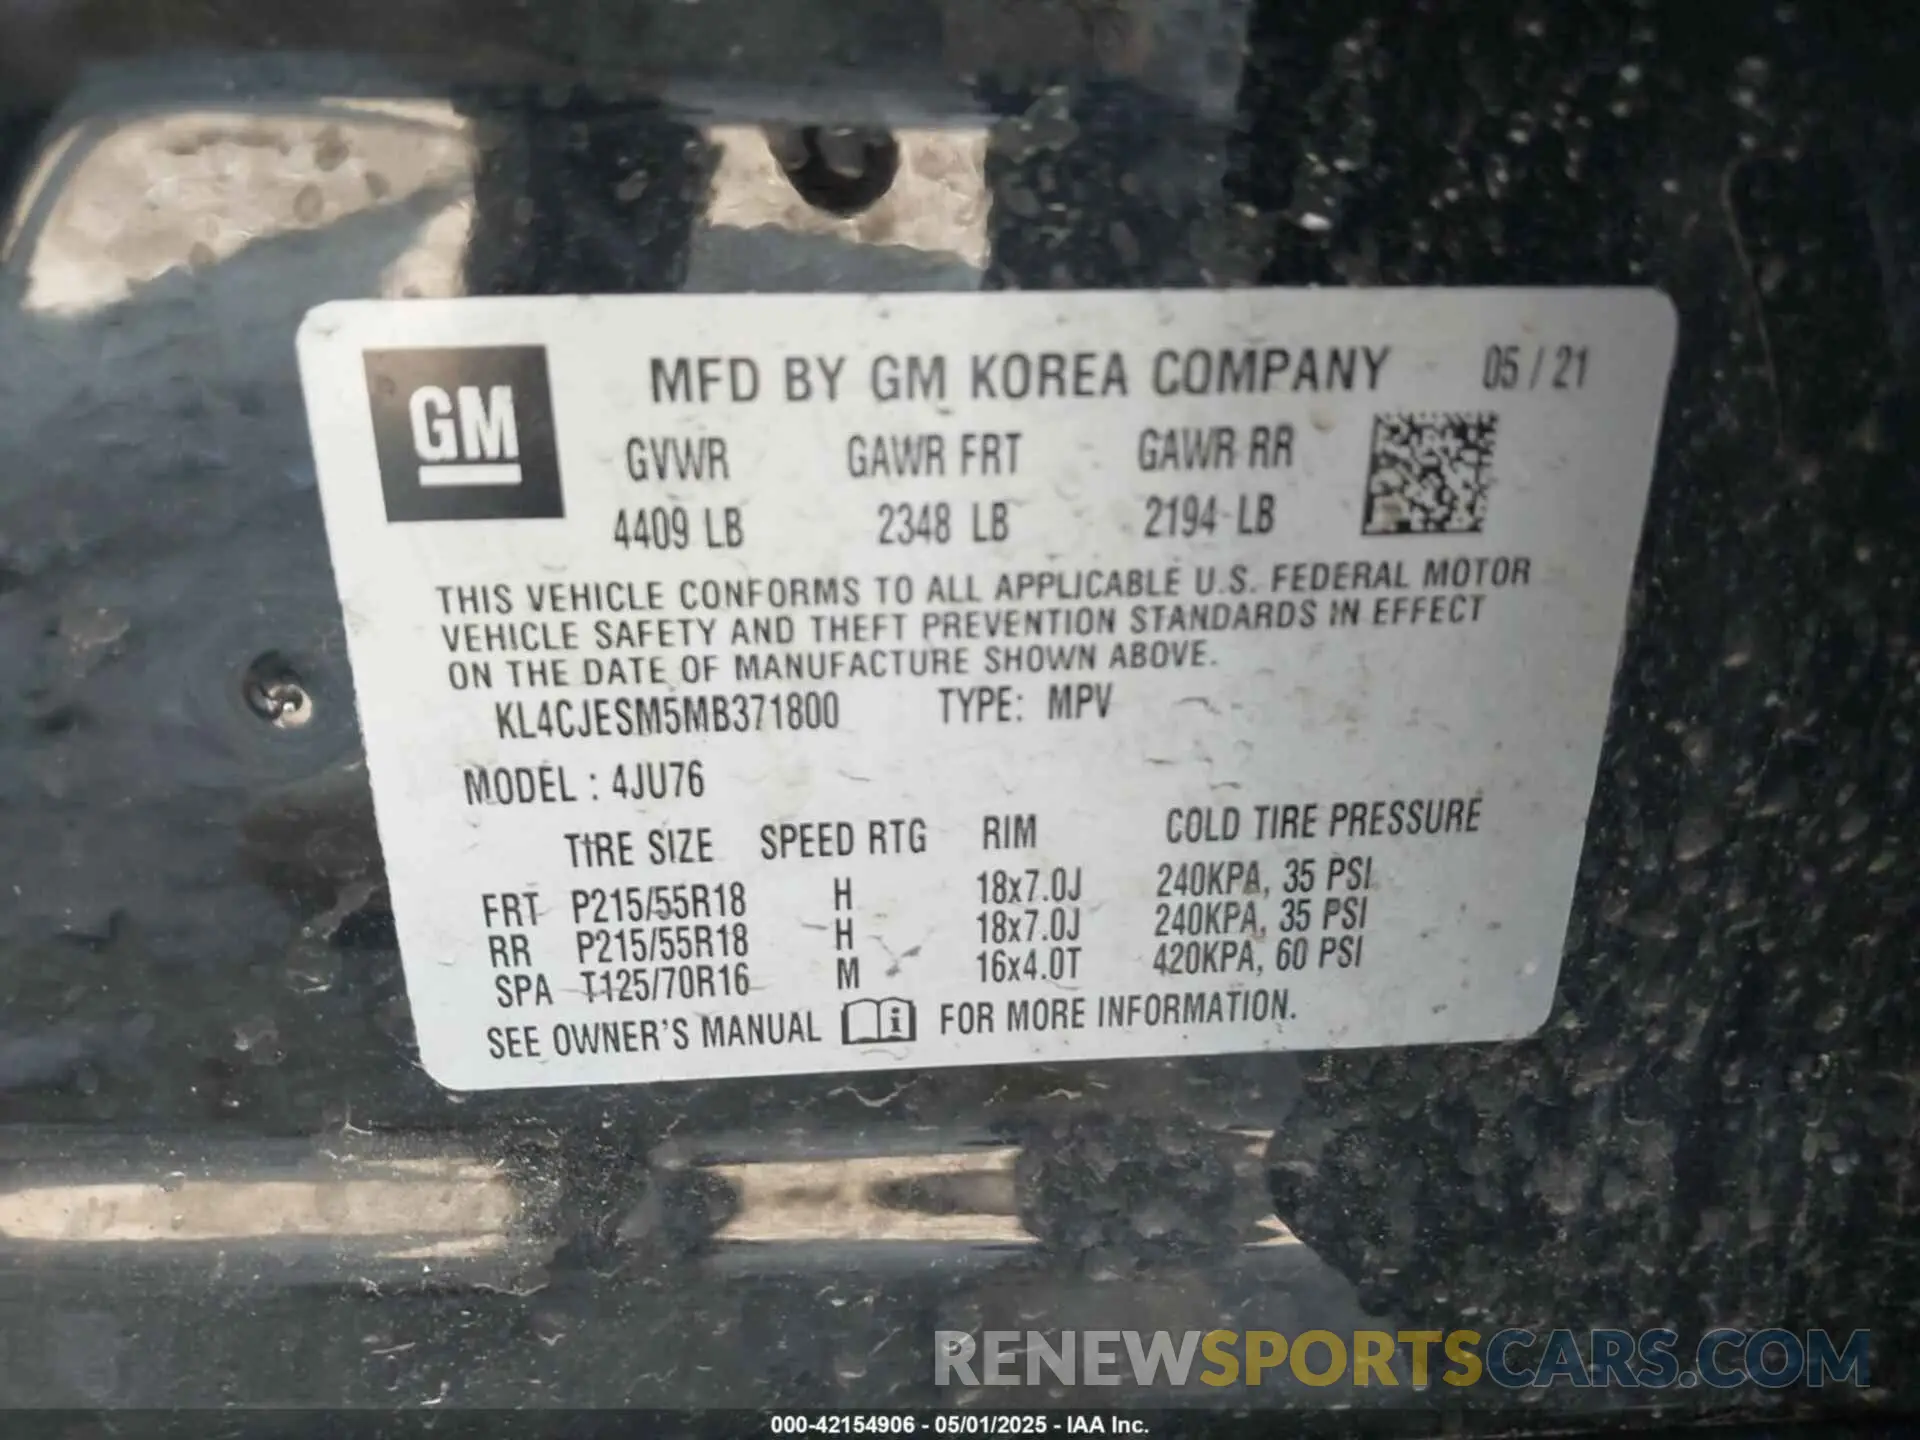 GM
MFD BY GM KOREA COMPANY 05 / 21
GVWR GAWR FRT GAWR RR
4409 LB 2348 LB 2194 LB
THIS VEHICLE CONFORMS TO ALL APPLICABLE U.S. FEDERAL MOTOR
VEHICLE SAFETY AND THEFT PREVENTION STANDARDS IN EFFECT
ON THE DATE OF MANUFACTURE SHOWN ABOVE.
KL4CJESM5MB371800 TYPE: MPV
MODEL : 4JU76
TIRE SIZE SPEED RTG RIM COLD TIRE PRESSURE
FRT P215/55R18 H 18x7.0J 240KPA, 35 PSI
RR P215/55R18 H 18x7.0J 240KPA, 35 PSI
SPA T125/70R16 M 16x4.0T 420KPA, 60 PSI
SEE OWNER'S MANUAL i FOR MORE INFORMATION.
RENEWSPORTSCARS.COM
000-42154906 - 05/01/2025 - IAA Inc.